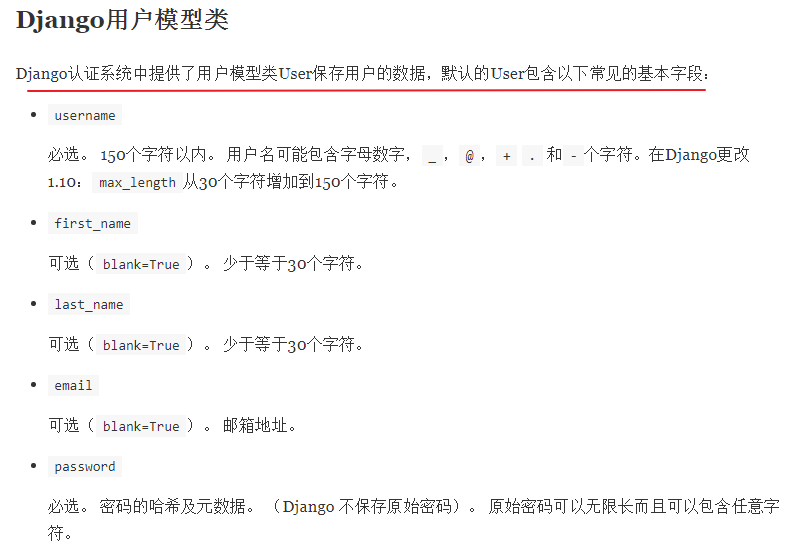 Django用户模型类
Django认证系统中提供了用户模型类User保存用户的数据，默认的User包含以下常见的基本字段：
username
必选。 150个字符以内。 用户名可能包含字母数字， _ ， @ ， + . 和 - 个字符。在Django更改
1.10： max_length 从30个字符增加到150个字符。
first_name
可选（ blank=True ）。 少于等于30个字符。
last_name
可选（ blank=True ）。 少于等于30个字符。
email
可选（ blank=True ）。 邮箱地址。
password
必选。 密码的哈希及元数据。 （Django 不保存原始密码）。 原始密码可以无限长而且可以包含任意字
符。